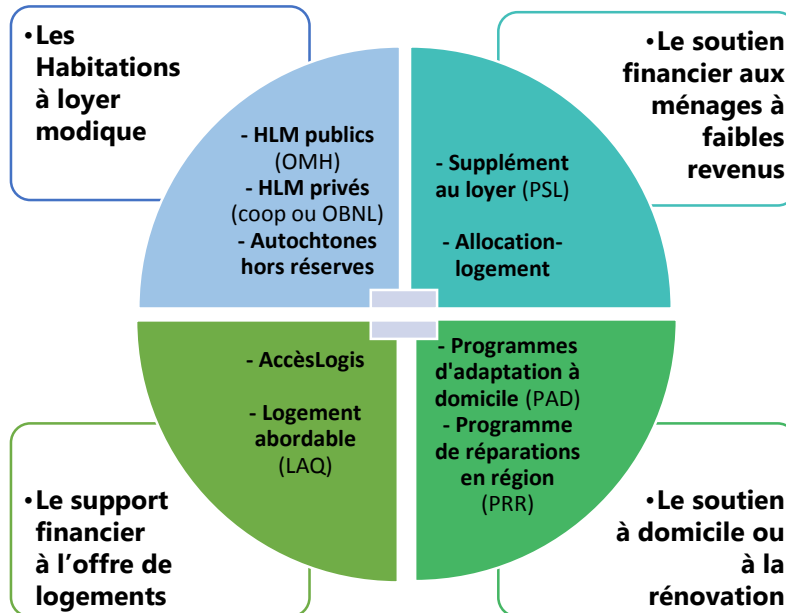 •Les
Habitations
à loyer
modique
- HLM publics
(OMH)
- HLM privés
(coop ou OBNL)
- Autochtones
hors réserves
•Le soutien
financier aux
ménages à
faibles
revenus
- Supplément
au loyer (PSL)
- Allocation-
logement
- AccèsLogis
- Logement
abordable
(LAQ)
•Le support
financier
à l’offre de
logements
- Programmes
d'adaptation à
domicile (PAD)
- Programme
de réparations
en région
(PRR)
•Le soutien
à domicile ou
à la
rénovation